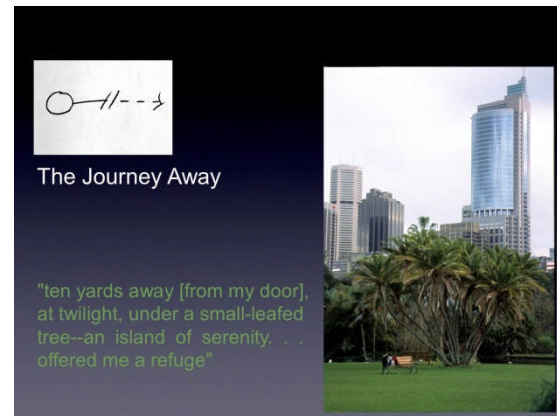 The Journey Away
"ten yards away [from my door],
at twilight, under a small-leafed
tree--an island of serenity. . .
offered me a refuge"